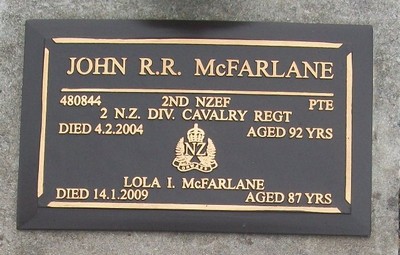 JOHN R.R. McFARLANE
480844 2ND NZEF PTE
2 N.Z. DIV. CAVALRY REGT
DIED 4.2.2004 AGED 92 YRS
NZ
LOLA I. McFARLANE
DIED 14.1.2009 AGED 87 YRS